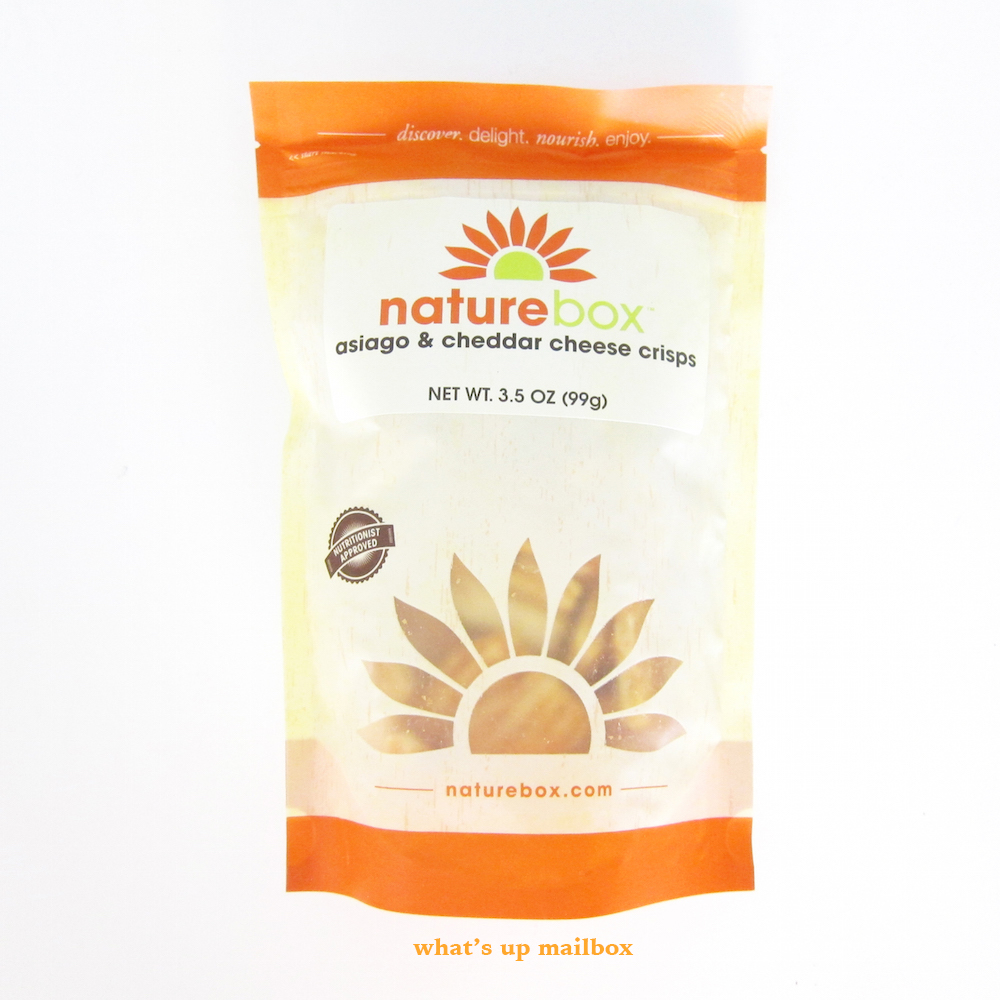 discover. delight. nourish. enjoy.
naturebox™
asiago & cheddar cheese crisps
NET WT. 3.5 OZ (99g)
NUTRITIONIST
APPROVED
naturebox.com
what's up mailbox